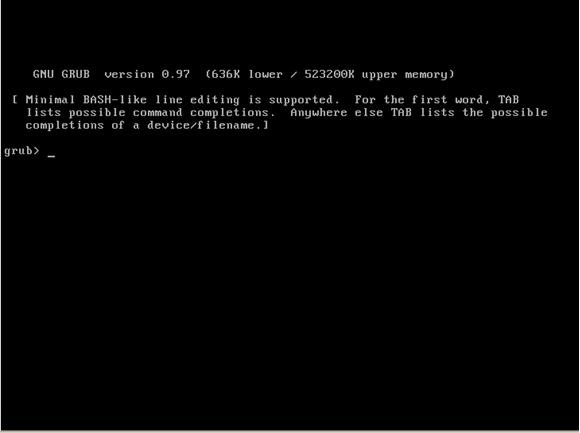 GNU GRUB version 0.97 (636K lower / 523200K upper memory)
[ Minimal BASH-like line editing is supported. For the first word, TAB
lists possible command completions. Anywhere else TAB lists the possible
completions of a device/filename.]
grub> _